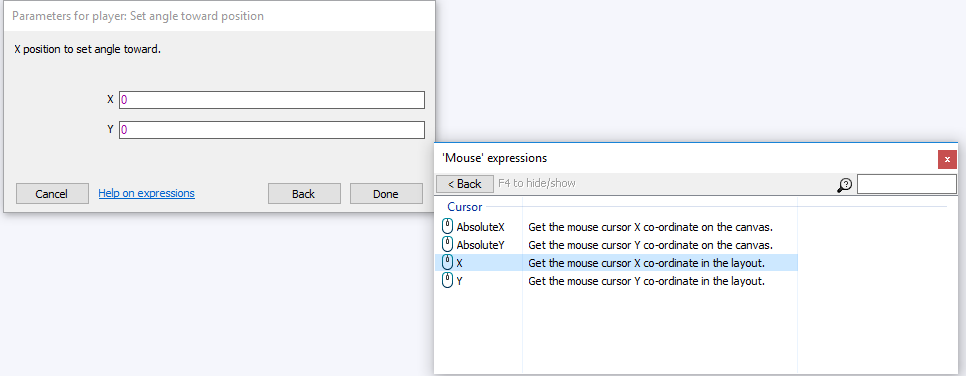 Parameters for player: Set angle toward position
X position to set angle toward.
X 0
Y 0
Cancel Help on expressions Back Done
'Mouse' expressions x
< Back F4 to hide/show ?
Cursor
AbsoluteX Get the mouse cursor X co-ordinate on the canvas.
AbsoluteY Get the mouse cursor Y co-ordinate on the canvas.
X Get the mouse cursor X co-ordinate in the layout.
Y Get the mouse cursor Y co-ordinate in the layout.